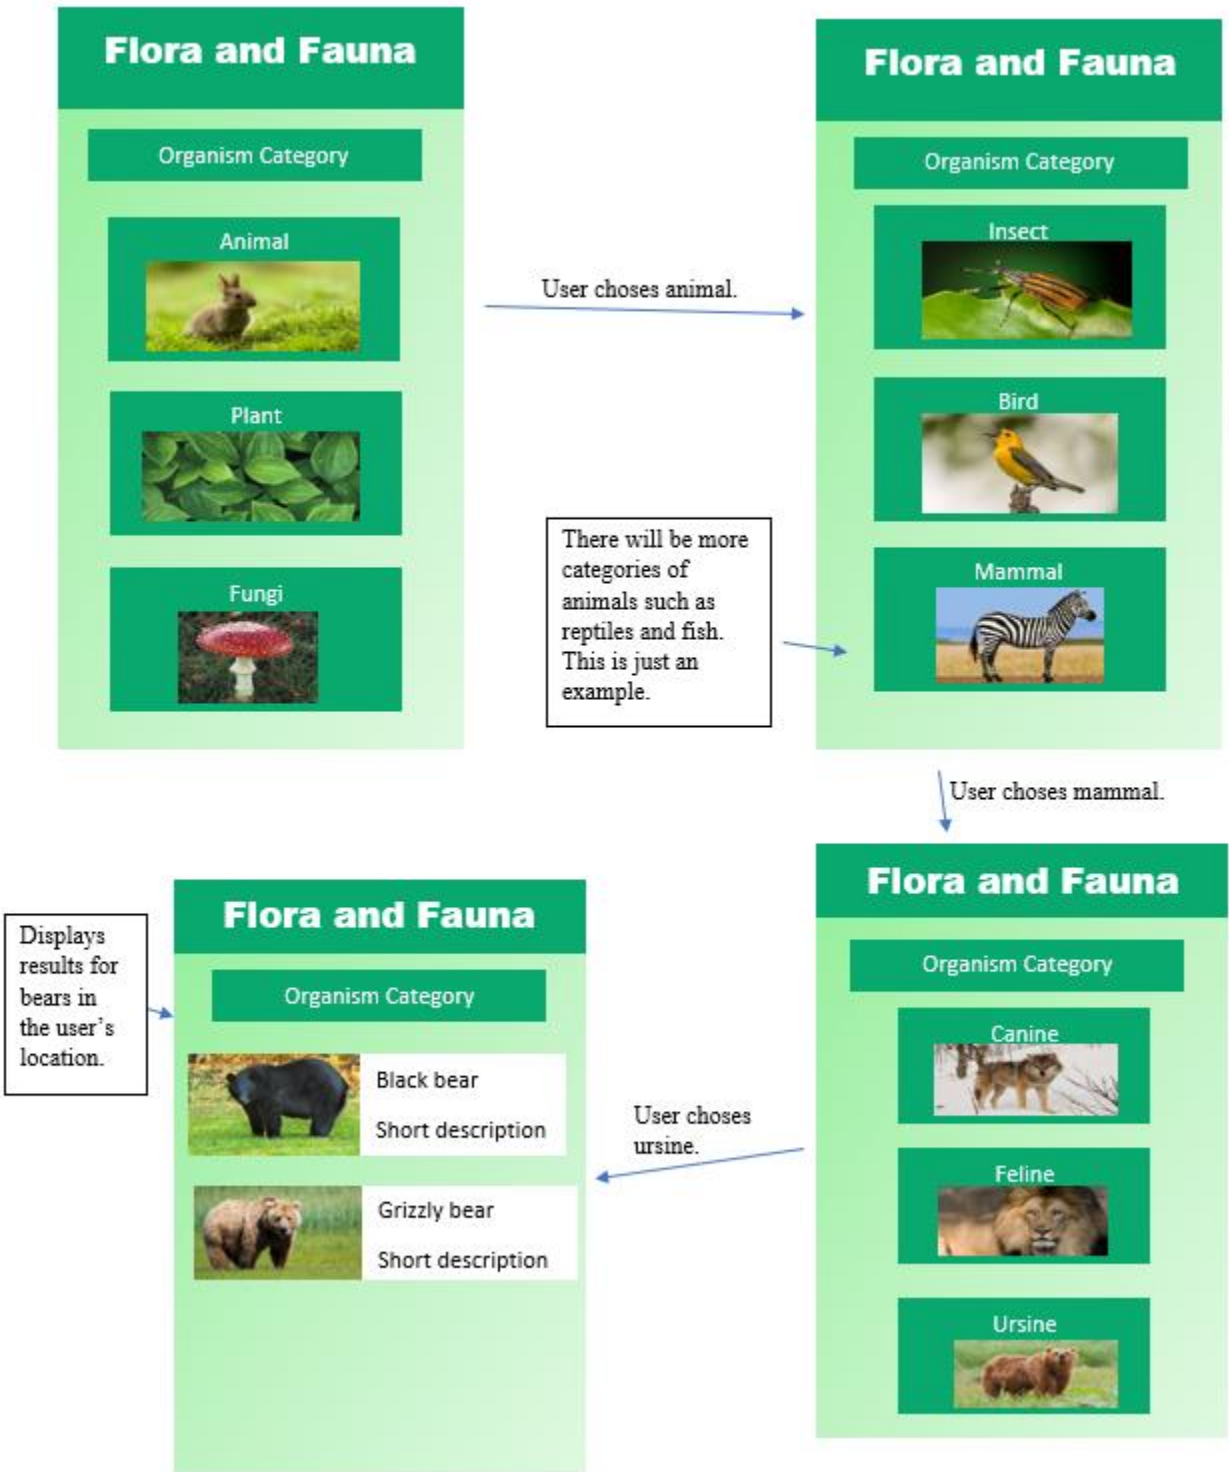 Flora and Fauna
Organism Category
Animal
Plant
Fungi
User choses animal.
Flora and Fauna
Organism Category
Insect
Bird
Mammal
There will be more
categories of
animals such as
reptiles and fish.
This is just an
example.
User choses mammal.
Flora and Fauna
Organism Category
Canine
Feline
Ursine
User choses
ursine.
Flora and Fauna
Organism Category
Black bear
Short description
Grizzly bear
Short description
Displays
results for
bears in
the user’s
location.